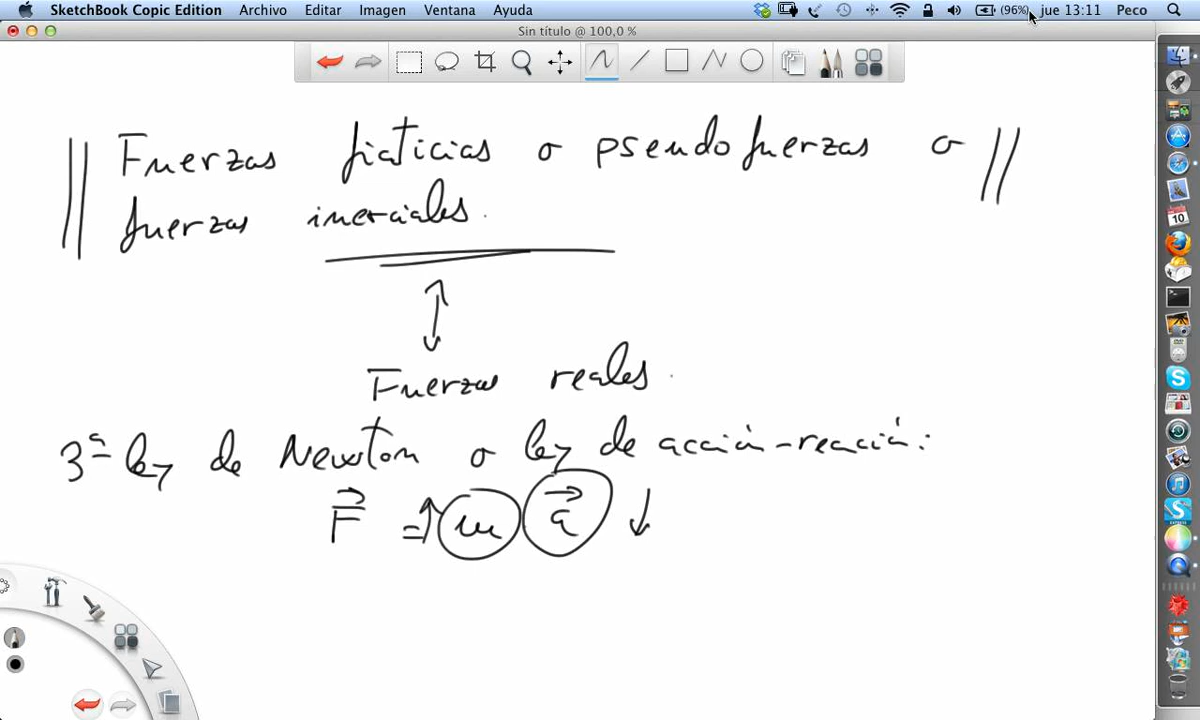 SketchBook Copic Edition Archivo Editar Imagen Ventana Ayuda (96%) jue 13:11 Peco
Sin título @ 100,0 %
Fuerzas ficticias o pseudofuerzas o
fuerzas inerciales.
Fuerzas reales.
3ª ley de Newton o ley de acción-reacción:
F = m a